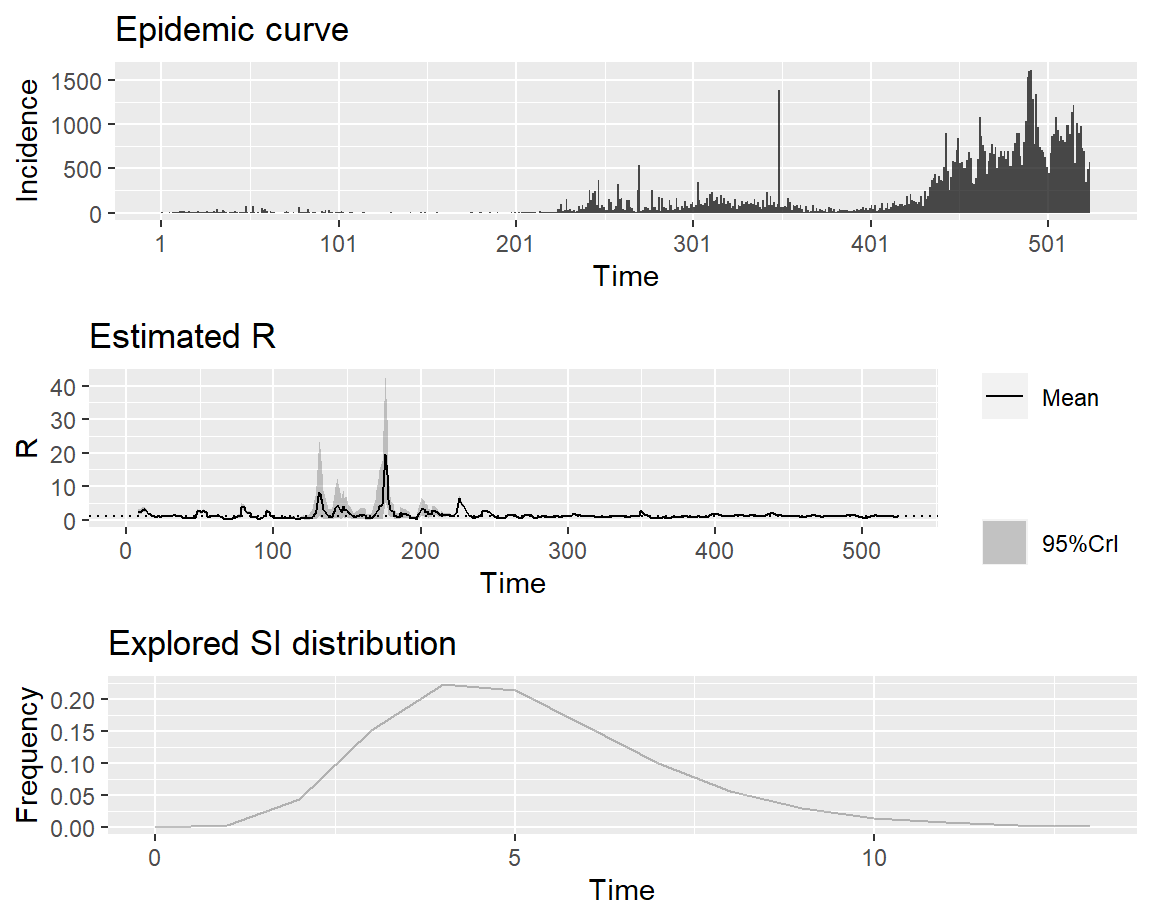 Epidemic curve
Incidence
1500
1000
500
0
1 101 201 301 401 501
Time
Estimated R
R
40
30
20
10
0
0 100 200 300 400 500
Time
Mean
95%CrI
Explored SI distribution
Frequency
0.20
0.15
0.10
0.05
0.00
0 5 10
Time